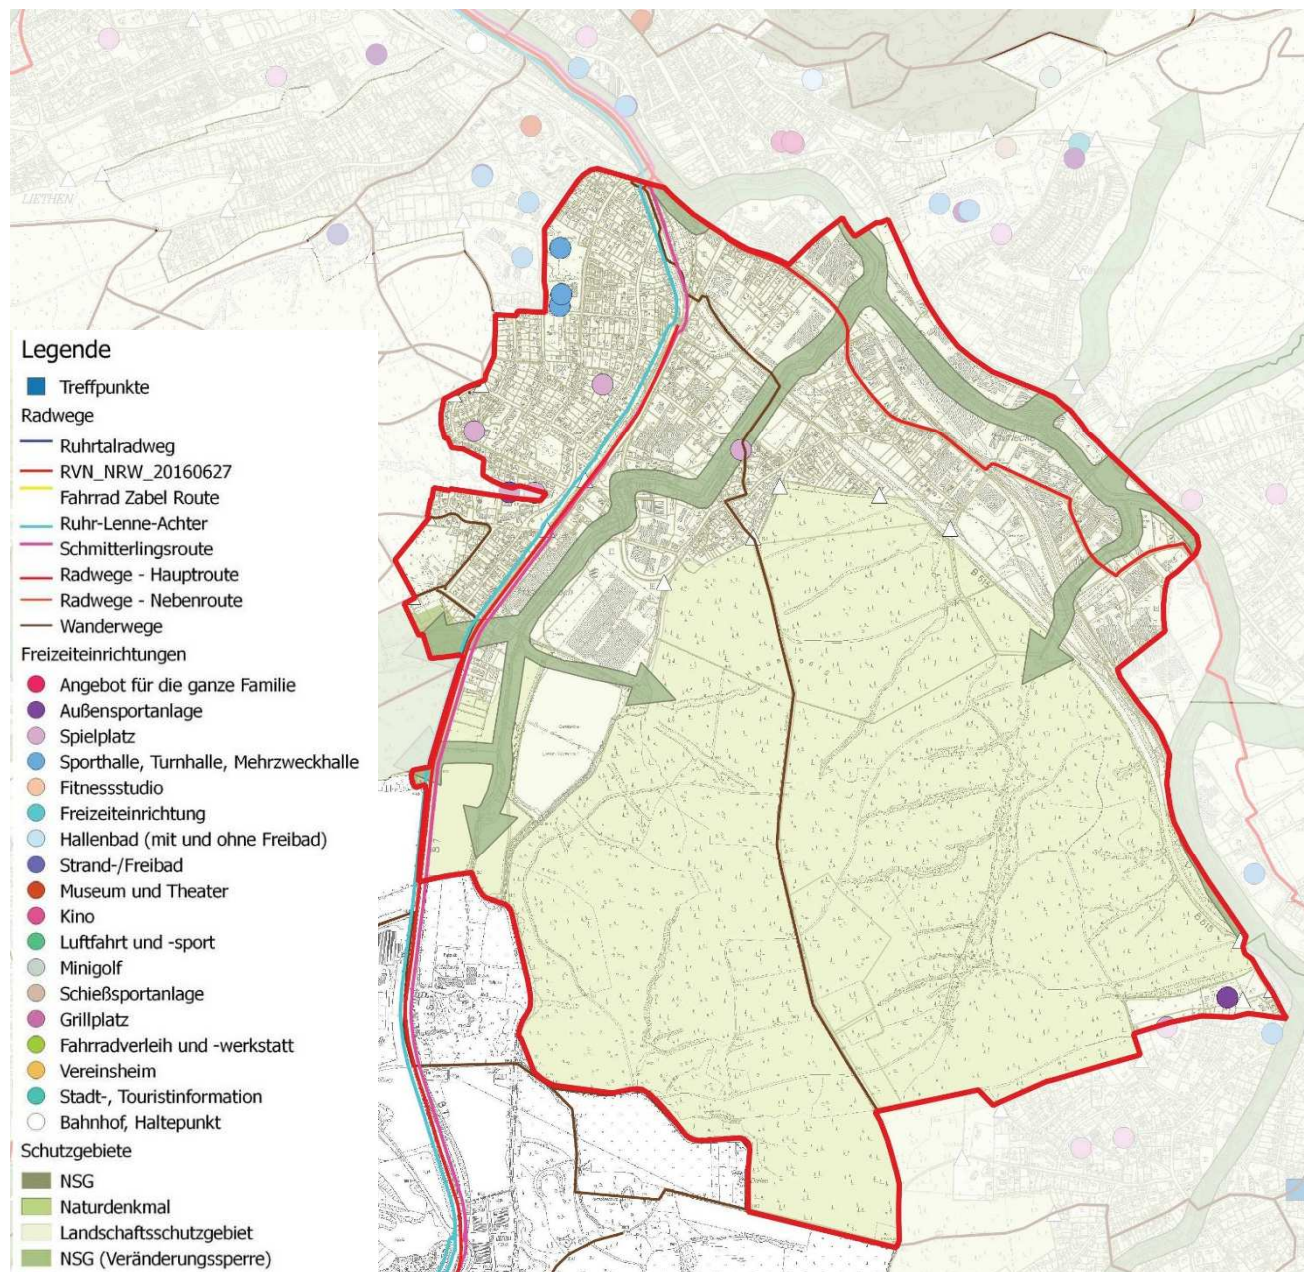 LIETHEN
Legende
Treffpunkte
Radwege
Ruhrtalradweg
RVN_NRW_20160627
Fahrrad Zabel Route
Ruhr-Lenne-Achter
Schmitterlingsroute
Radwege - Hauptroute
Radwege - Nebenroute
Wanderwege
Freizeiteinrichtungen
Angebot für die ganze Familie
Außensportanlage
Spielplatz
Sporthalle, Turnhalle, Mehrzweckhalle
Fitnessstudio
Freizeiteinrichtung
Hallenbad (mit und ohne Freibad)
Strand-/Freibad
Museum und Theater
Kino
Luftfahrt und -sport
Minigolf
Schießsportanlage
Grillplatz
Fahrradverleih und -werkstatt
Vereinsheim
Stadt-, Touristinformation
Bahnhof, Haltepunkt
Schutzgebiete
NSG
Naturdenkmal
Landschaftsschutzgebiet
NSG (Veränderungssperre)